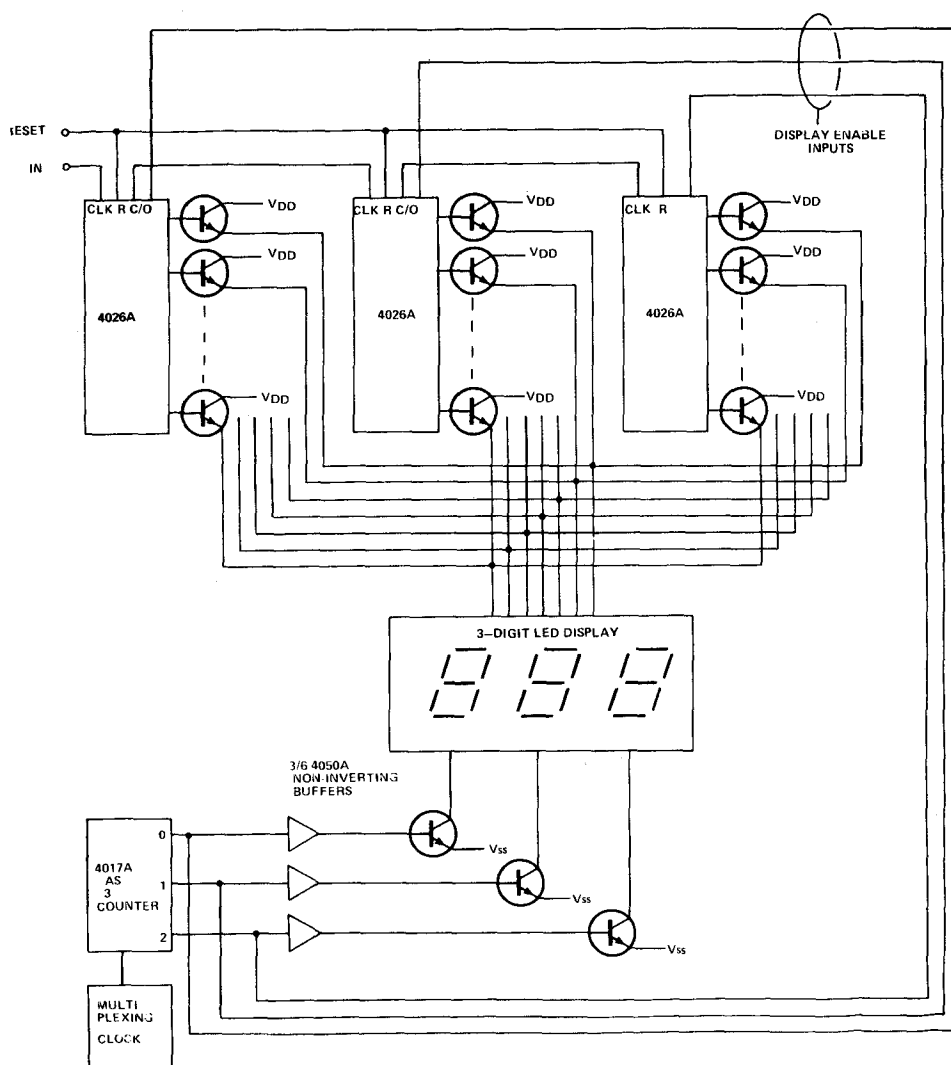 DISPLAY ENABLE
INPUTS
ᴉESET
IN
CLK R C/O
VDD
VDD
4026A
VDD
CLK R C/O
VDD
VDD
4026A
VDD
CLK R
VDD
VDD
4026A
VDD
3–DIGIT LED DISPLAY
3/6 4050A
NON-INVERTING
BUFFERS
4017A
AS
3
COUNTER
0
1
2
Vss
Vss
Vss
MULTI
PLEXING
CLOCK